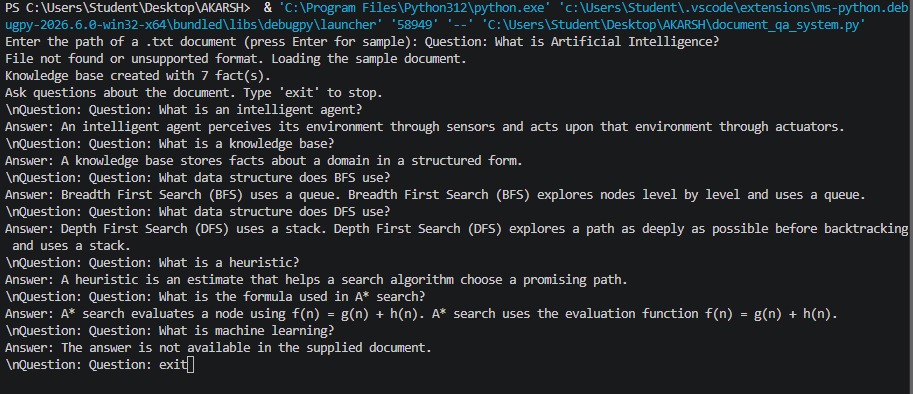 PS C:\Users\Student\Desktop\AKARSH>  & 'C:\Program Files\Python312\python.exe' 'c:\Users\Student\.vscode\extensions\ms-python.deb
ugpy-2026.6.0-win32-x64\bundled\libs\debugpy\launcher' '58949' '--' 'C:\Users\Student\Desktop\AKARSH\document_qa_system.py'
Enter the path of a .txt document (press Enter for sample): Question: What is Artificial Intelligence?
File not found or unsupported format. Loading the sample document.
Knowledge base created with 7 fact(s).
Ask questions about the document. Type 'exit' to stop.
\nQuestion: Question: What is an intelligent agent?
Answer: An intelligent agent perceives its environment through sensors and acts upon that environment through actuators.
\nQuestion: Question: What is a knowledge base?
Answer: A knowledge base stores facts about a domain in a structured form.
\nQuestion: Question: What data structure does BFS use?
Answer: Breadth First Search (BFS) uses a queue. Breadth First Search (BFS) explores nodes level by level and uses a queue.
\nQuestion: Question: What data structure does DFS use?
Answer: Depth First Search (DFS) uses a stack. Depth First Search (DFS) explores a path as deeply as possible before backtracking
 and uses a stack.
\nQuestion: Question: What is a heuristic?
Answer: A heuristic is an estimate that helps a search algorithm choose a promising path.
\nQuestion: Question: What is the formula used in A* search?
Answer: A* search evaluates a node using f(n) = g(n) + h(n). A* search uses the evaluation function f(n) = g(n) + h(n).
\nQuestion: Question: What is machine learning?
Answer: The answer is not available in the supplied document.
\nQuestion: Question: exit